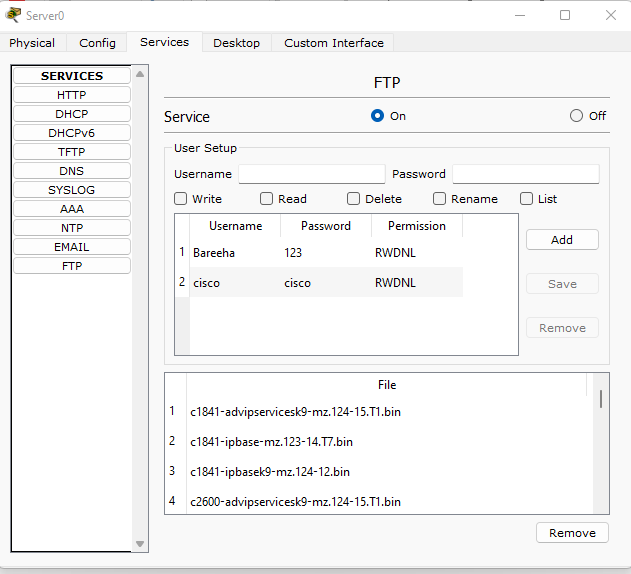 Server0
Physical Config Services Desktop Custom Interface
SERVICES
HTTP
DHCP
DHCPv6
TFTP
DNS
SYSLOG
AAA
NTP
EMAIL
FTP
FTP
Service On Off
User Setup
Username Password
Write Read Delete Rename List
Username Password Permission
1 Bareeha 123 RWDNL
2 cisco cisco RWDNL
Add
Save
Remove
File
1 c1841-advipservicesk9-mz.124-15.T1.bin
2 c1841-ipbase-mz.123-14.T7.bin
3 c1841-ipbasek9-mz.124-12.bin
4 c2600-advipservicesk9-mz.124-15.T1.bin
Remove